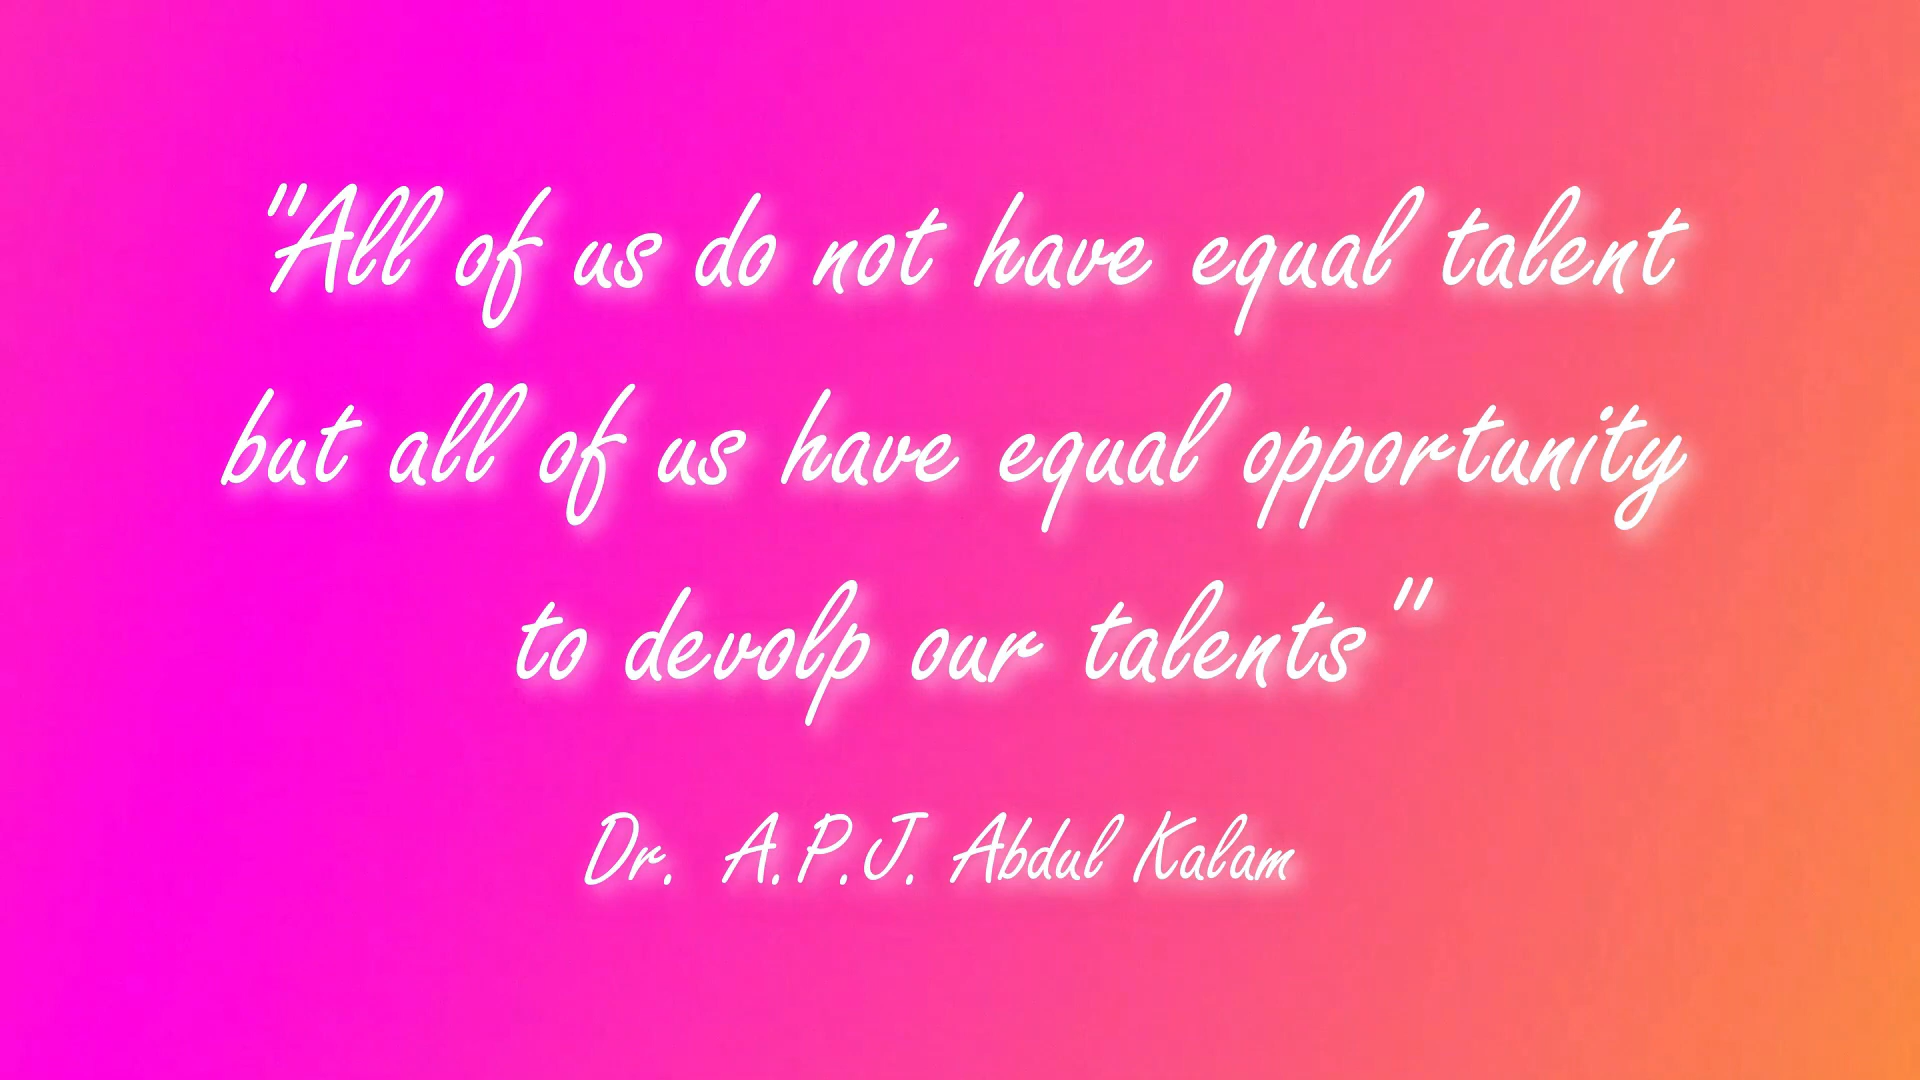 "All of us do not have equal talent
but all of us have equal opportunity
to devolp our talents"
Dr. A.P.J. Abdul Kalam